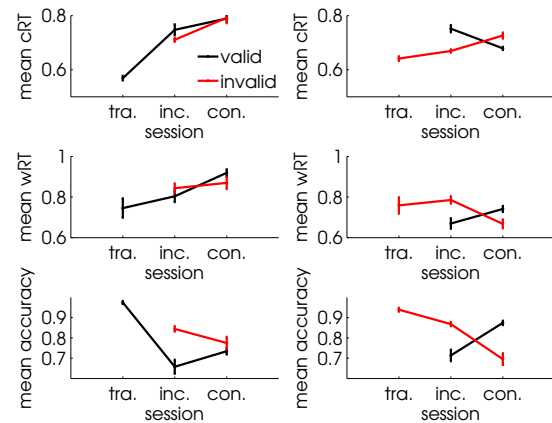 mean cRT
0.8
0.6
valid
invalid
tra. inc. con.
session
mean cRT
0.8
0.6
tra. inc. con.
session
mean wRT
1
0.8
0.6
tra. inc. con.
session
mean wRT
1
0.8
0.6
tra. inc. con.
session
mean accuracy
0.9
0.8
0.7
tra. inc. con.
session
mean accuracy
0.9
0.8
0.7
tra. inc. con.
session